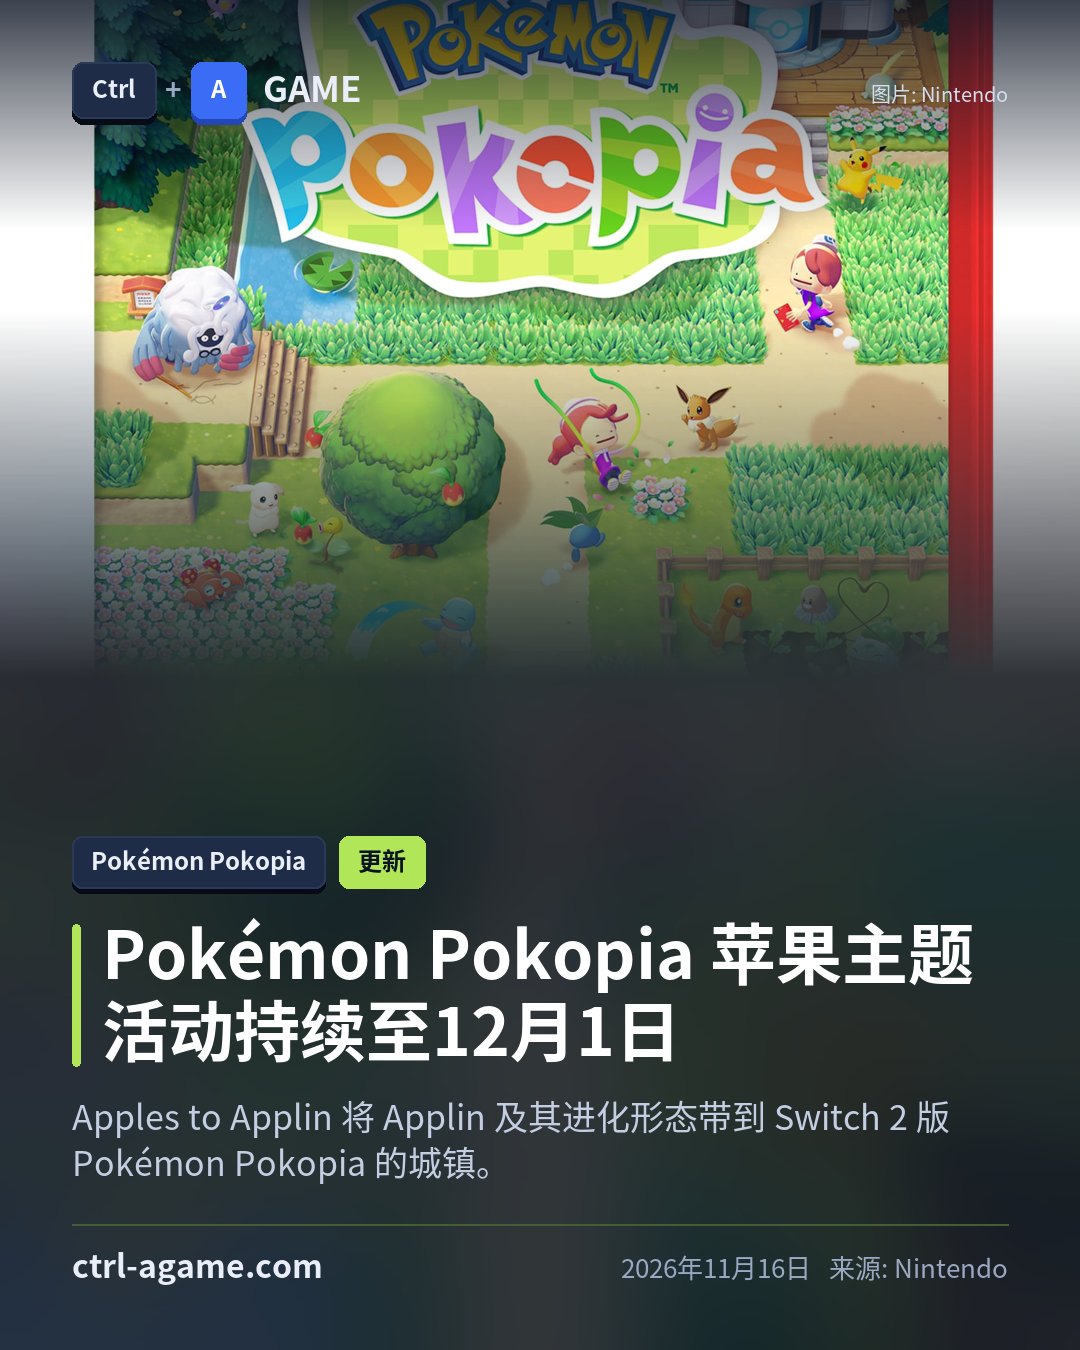 Pokémon
TM
Pokopia
Ctrl + A GAME
图片: Nintendo
Pokémon Pokopia
更新
Pokémon Pokopia 苹果主题
活动持续至12月1日
Apples to Applin 将 Applin 及其进化形态带到 Switch 2 版
Pokémon Pokopia 的城镇。
ctrl-agame.com
2026年11月16日 来源: Nintendo